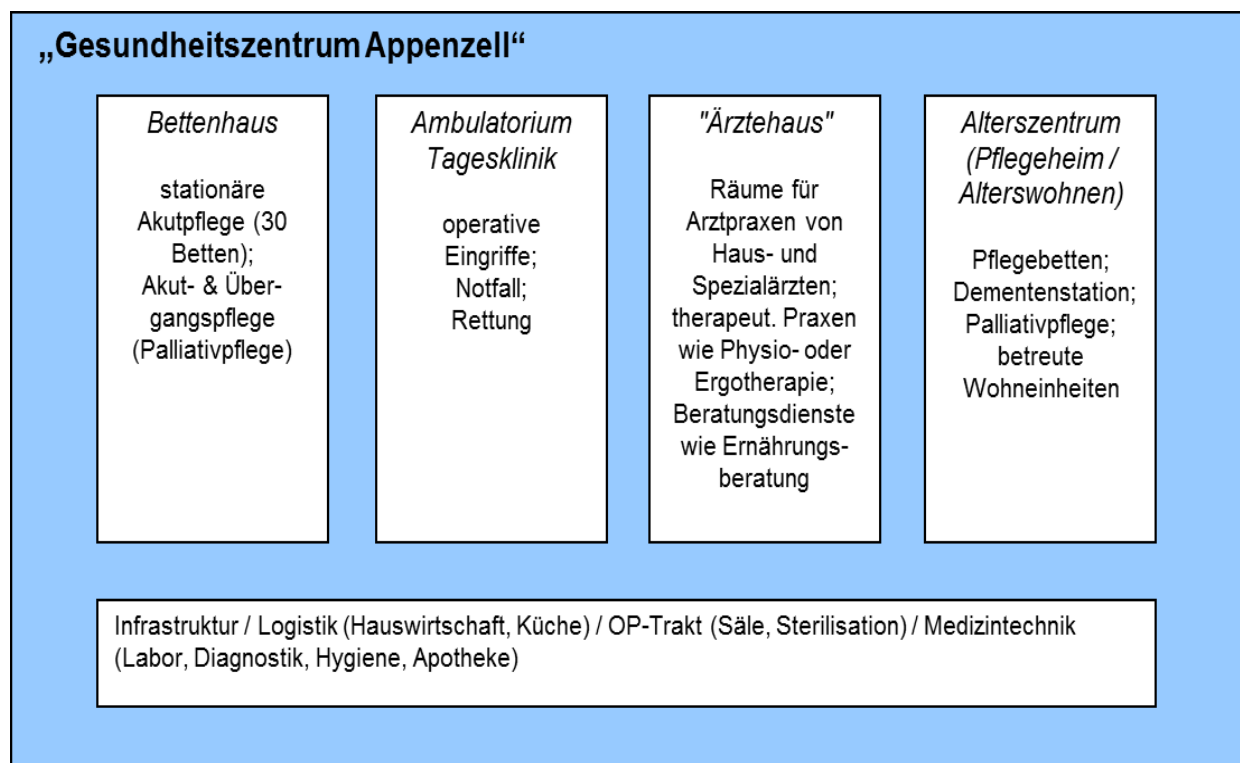 „Gesundheitszentrum Appenzell“
Bettenhaus
stationäre
Akutpflege (30
Betten);
Akut- & Über-
gangspflege
(Palliativpflege)
Ambulatorium
Tagesklinik
operative
Eingriffe;
Notfall;
Rettung
"Ärztehaus"
Räume für
Arztpraxen von
Haus- und
Spezialärzten;
therapeut. Praxen
wie Physio- oder
Ergotherapie;
Beratungsdienste
wie Ernährungs-
beratung
Alterszentrum
(Pflegeheim /
Alterswohnen)
Pflegebetten;
Dementenstation;
Palliativpflege;
betreute
Wohneinheiten
Infrastruktur / Logistik (Hauswirtschaft, Küche) / OP-Trakt (Säle, Sterilisation) / Medizintechnik
(Labor, Diagnostik, Hygiene, Apotheke)